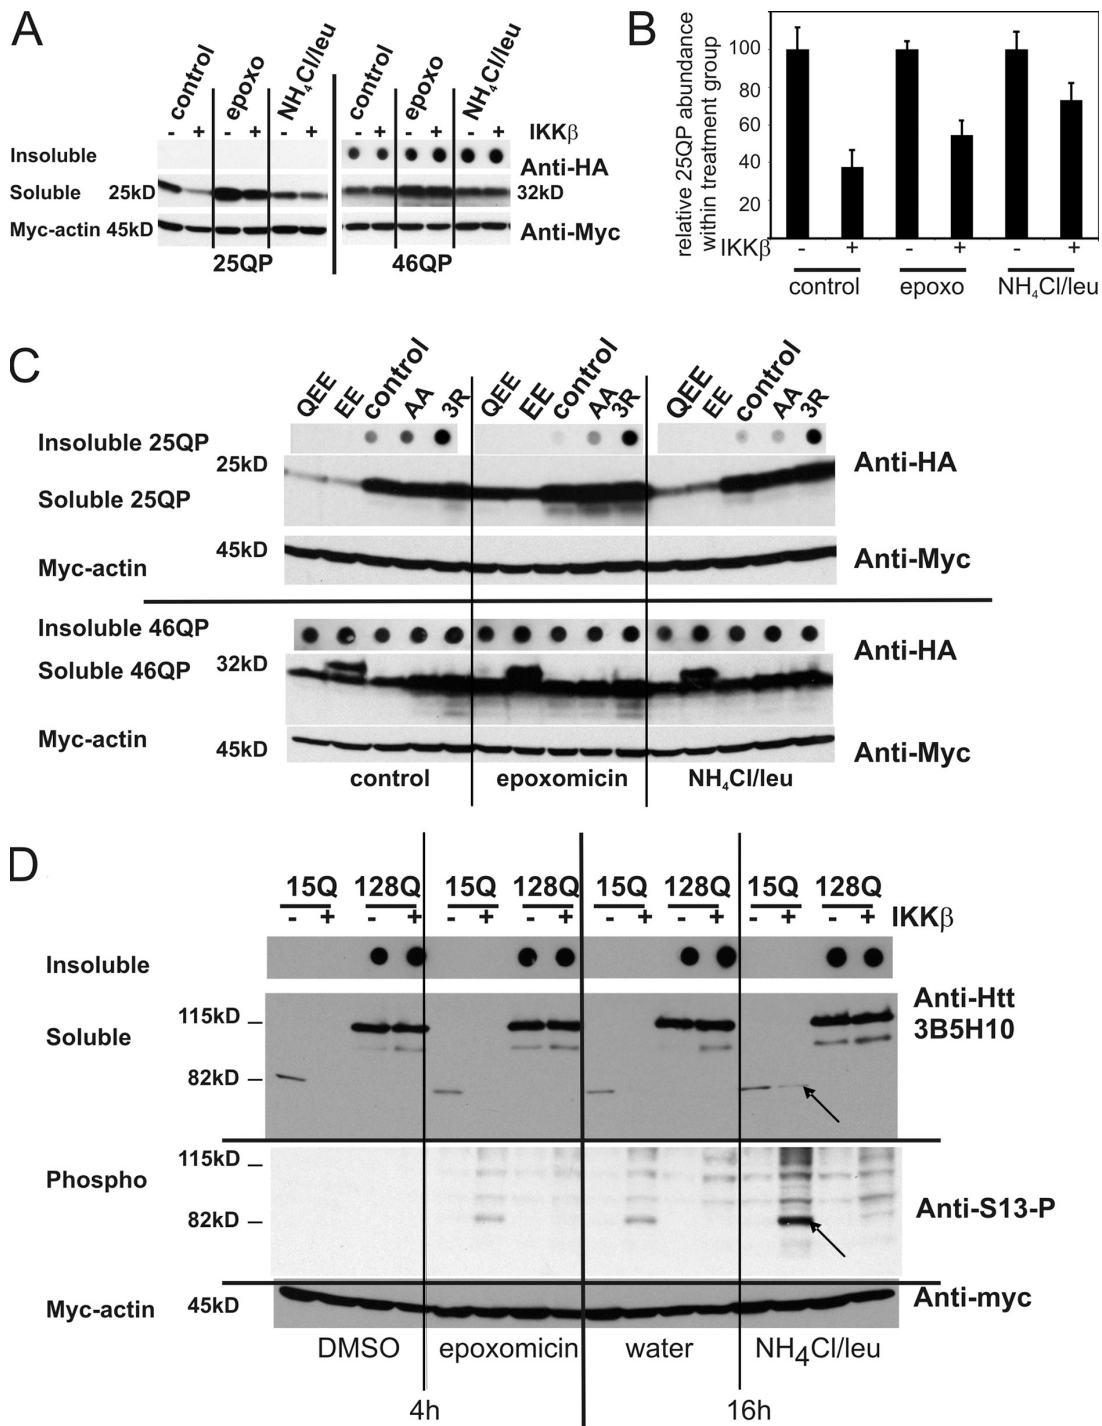 A
control epoxo NH4Cl/leu control epoxo NH4Cl/leu
- + - + - + - + - + - + IKKβ
Insoluble Anti-HA
Soluble 25kD 32kD
Myc-actin 45kD Anti-Myc
25QP 46QP
B
relative 25QP abundance
within treatment group
100
80
60
40
20
IKKβ - + - + - +
control epoxo NH4Cl/leu
C
QEE EE control AA 3R QEE EE control AA 3R QEE EE control AA 3R
Insoluble 25QP
25kD Anti-HA
Soluble 25QP
45kD Anti-Myc
Myc-actin
Insoluble 46QP
Anti-HA
Soluble 46QP 32kD
Myc-actin 45kD Anti-Myc
control epoxomicin NH4Cl/leu
D
15Q 128Q 15Q 128Q 15Q 128Q 15Q 128Q
- + - + - + - + - + - + - + - + IKKβ
Insoluble
Anti-Htt
3B5H10
115kD
Soluble
82kD
115kD
Phospho
Anti-S13-P
82kD
Myc-actin 45kD Anti-myc
DMSO epoxomicin water NH4Cl/leu
4h 16h